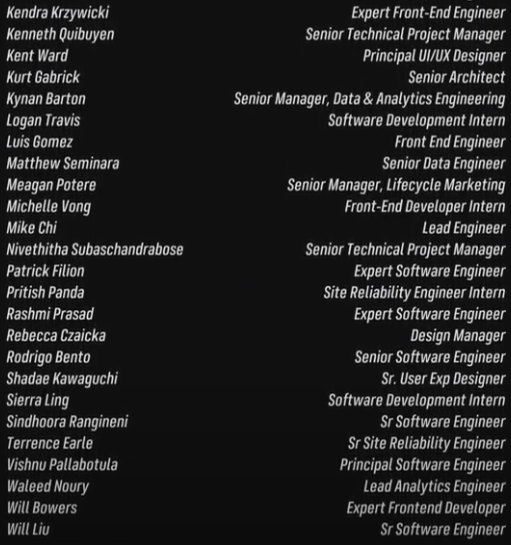 Kendra Krzywicki Expert Front-End Engineer
Kenneth Quibuyen Senior Technical Project Manager
Kent Ward Principal UI/UX Designer
Kurt Gabrick Senior Architect
Kynan Barton Senior Manager, Data & Analytics Engineering
Logan Travis Software Development Intern
Luis Gomez Front End Engineer
Matthew Seminara Senior Data Engineer
Meagan Potere Senior Manager, Lifecycle Marketing
Michelle Vong Front-End Developer Intern
Mike Chi Lead Engineer
Nivethitha Subaschandrabose Senior Technical Project Manager
Patrick Filion Expert Software Engineer
Pritish Panda Site Reliability Engineer Intern
Rashmi Prasad Expert Software Engineer
Rebecca Czaicka Design Manager
Rodrigo Bento Senior Software Engineer
Shadae Kawaguchi Sr. User Exp Designer
Sierra Ling Software Development Intern
Sindhoora Rangineni Sr Software Engineer
Terrence Earle Sr Site Reliability Engineer
Vishnu Pallabotula Principal Software Engineer
Waleed Noury Lead Analytics Engineer
Will Bowers Expert Frontend Developer
Will Liu Sr Software Engineer